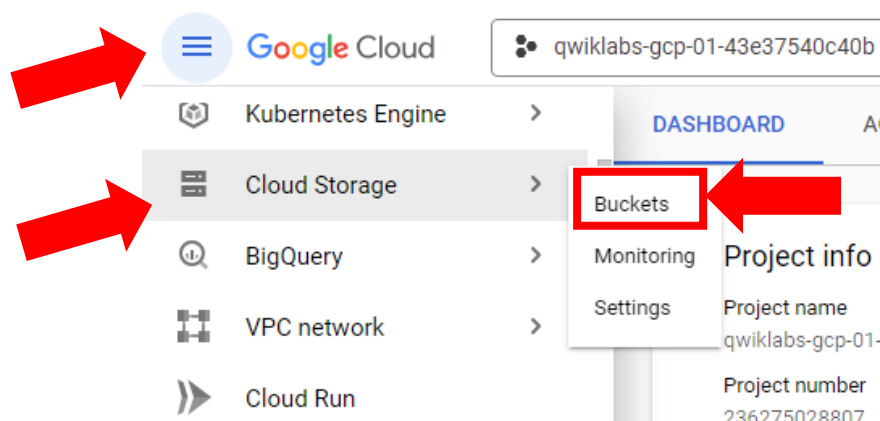 Google Cloud
qwiklabs-gcp-01-43e37540c40b
Kubernetes Engine
DASHBOARD
Cloud Storage
Buckets
BigQuery
Monitoring
Project info
Settings
Project name
VPC network
qwiklabs-gcp-01-
Project number
Cloud Run
236275028807